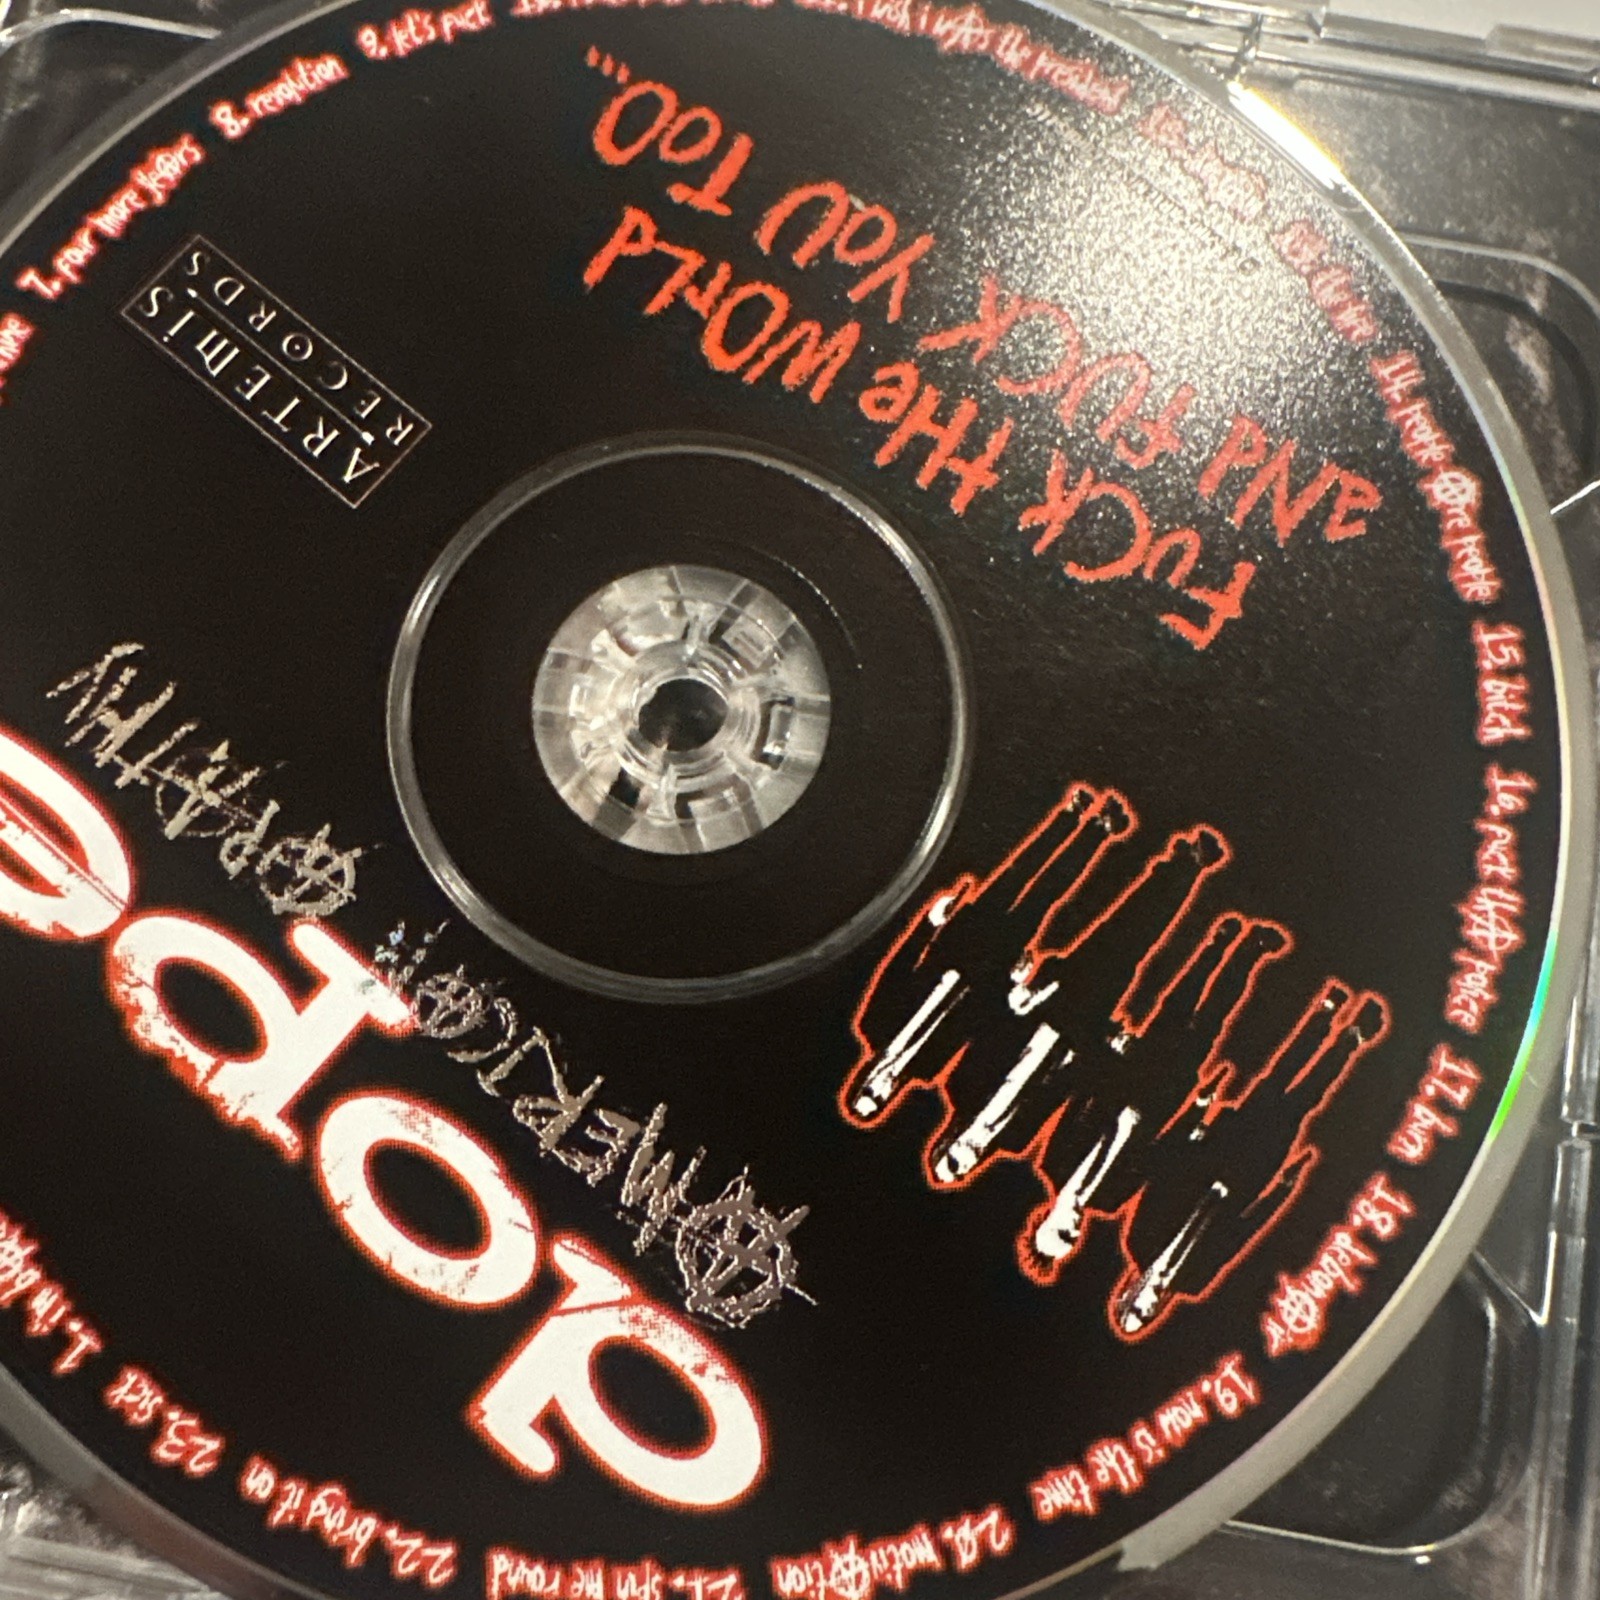 dope
AMERICAN
APATHY
FUCK tHe WOrLd
aNd fUCK YoU Too...
ARTEMiS
RECORDS
7. four more years
8. revolution
9. let's fuck
14. people are people
15. bitch
16. fuck tha police
17. burn
18. debonair
19. now is the time
20. motivation
21. spin me round
22. bring it on
23. sick